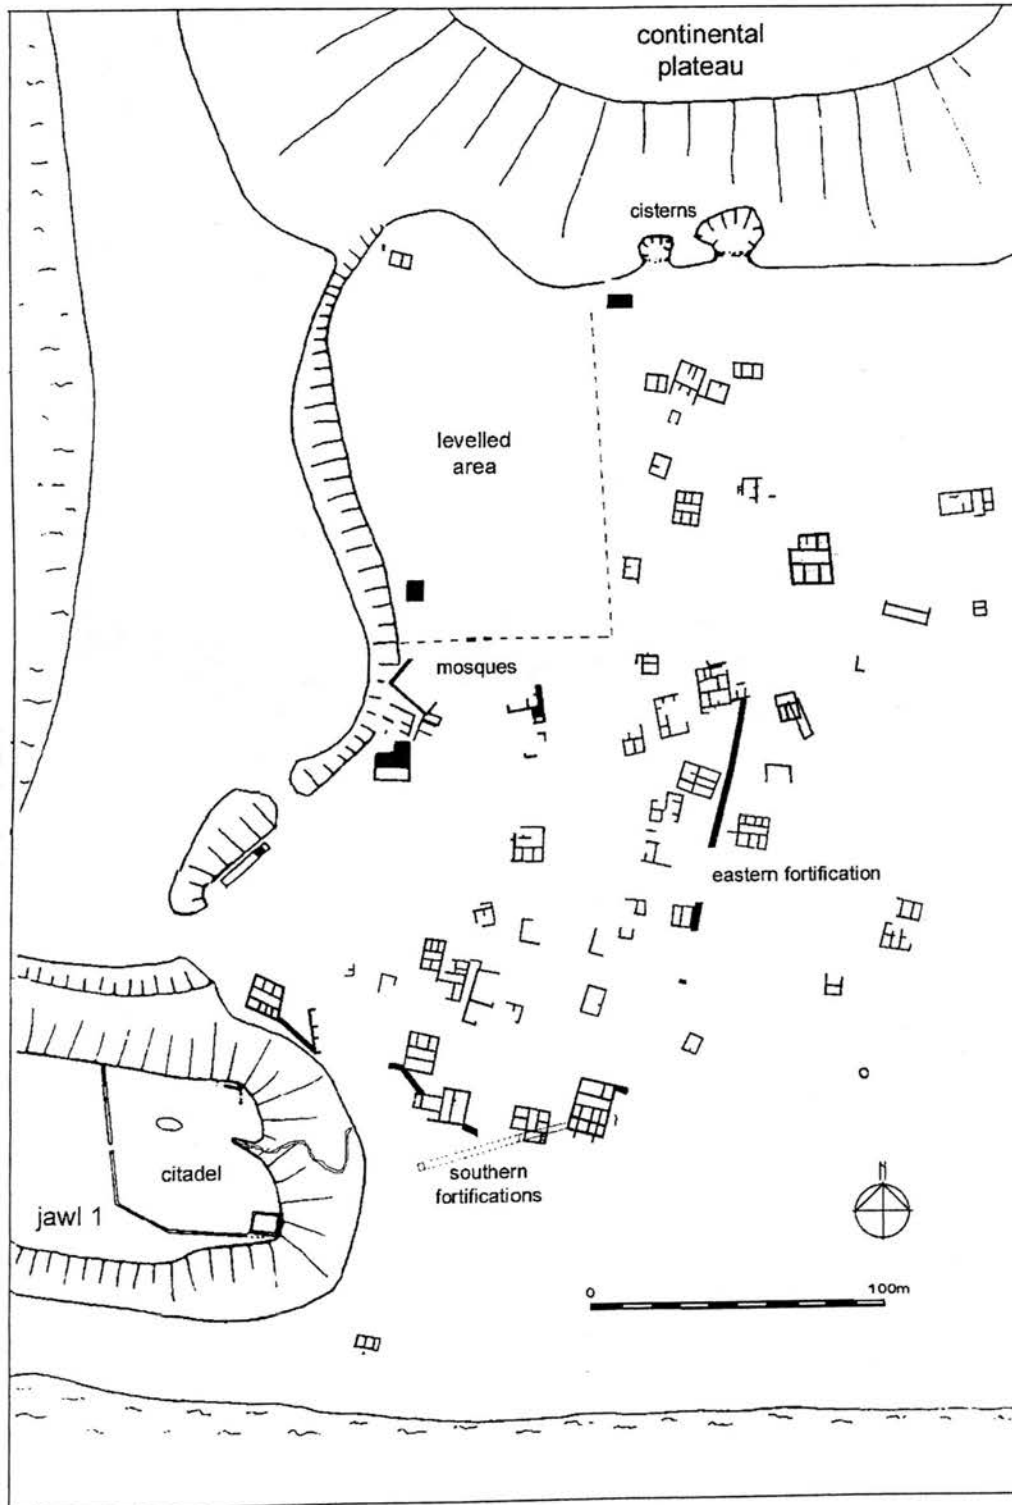 continental
plateau
cisterns
levelled
area
mosques
eastern fortification
citadel
southern
fortifications
jawl 1
N
0
100m